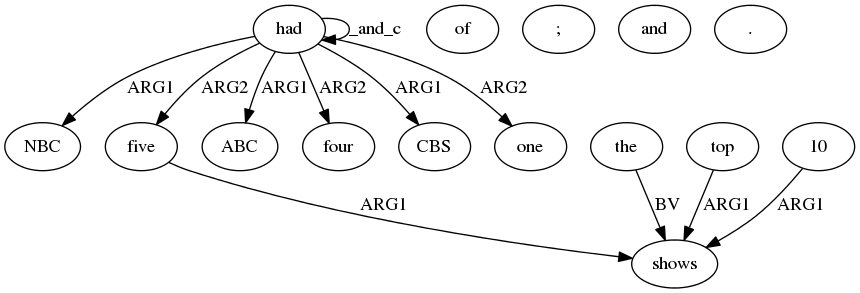 had _and_c of ; and .
ARG1 ARG2 ARG1 ARG2 ARG1 ARG2
NBC five ABC four CBS one the top 10
ARG1 BV ARG1 ARG1
shows